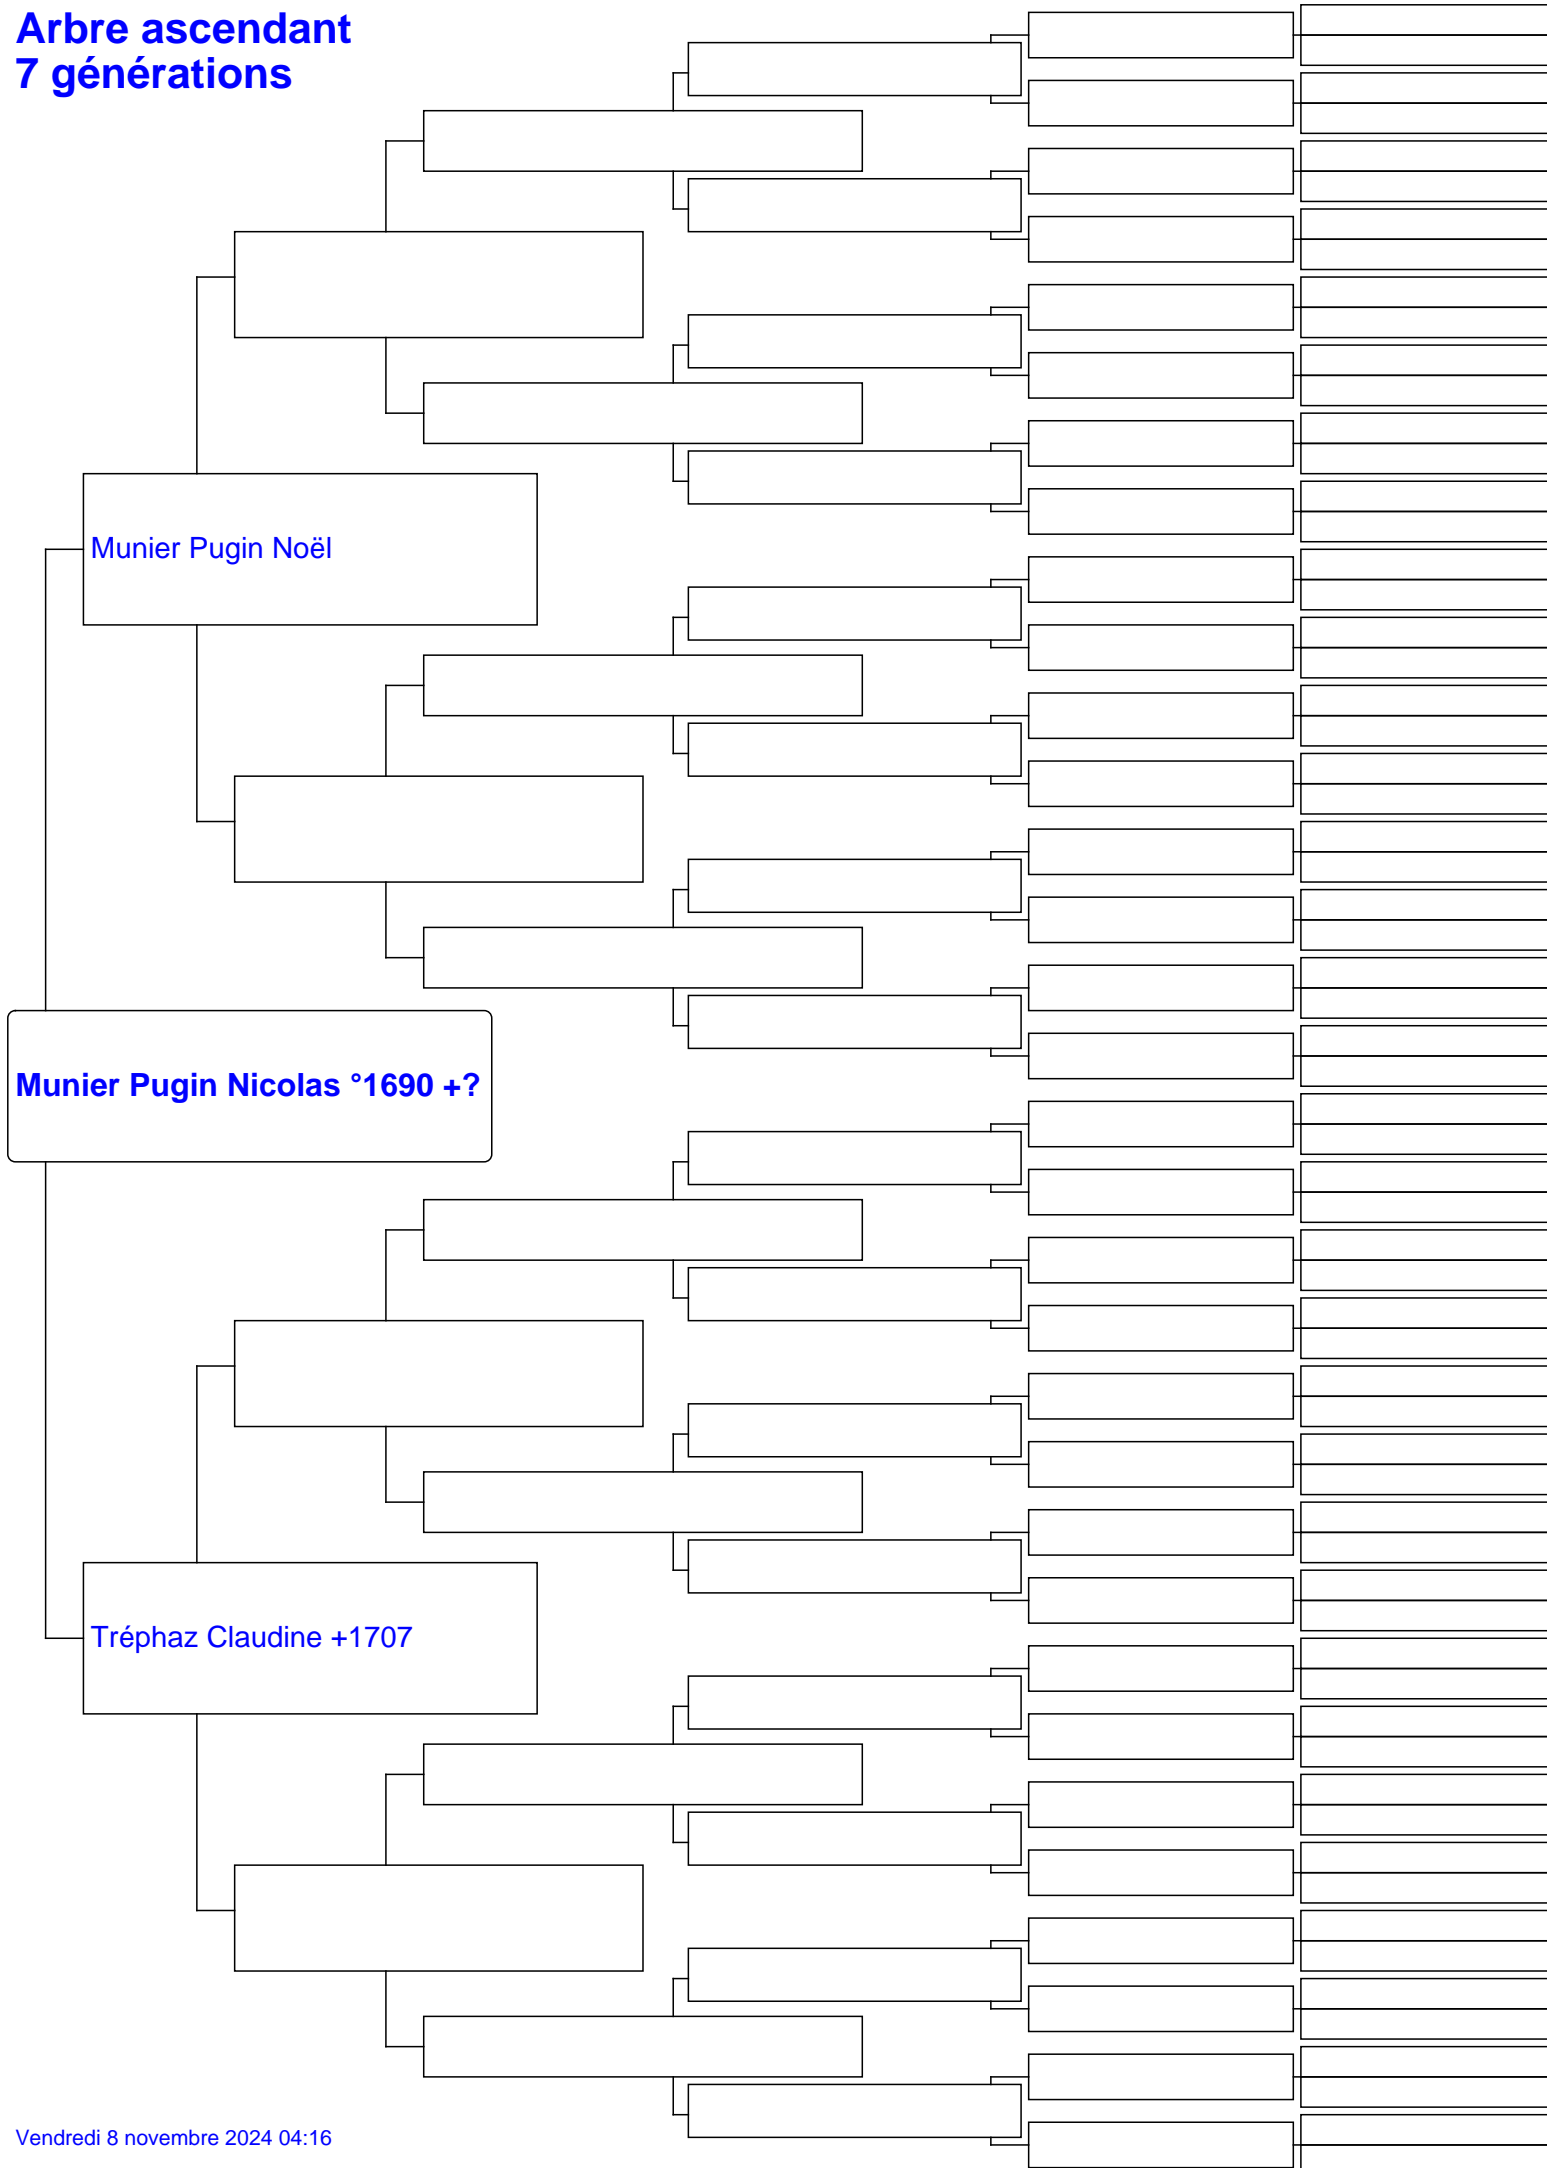 Arbre ascendant
7 générations
Munier Pugin Noël
Munier Pugin Nicolas °1690 +?
Tréphaz Claudine +1707
Vendredi 8 novembre 2024 04:16